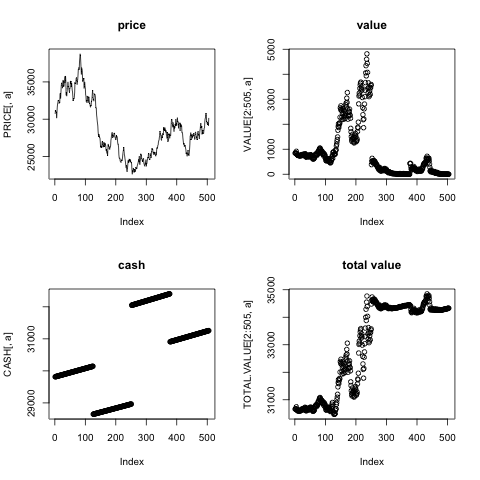 price
PRICE[, a]
35000
30000
25000
0 100 200 300 400 500
Index
value
VALUE[2:505, a]
5000
3000
1000
0
0 100 200 300 400 500
Index
cash
CASH[, a]
31000
29000
0 100 200 300 400 500
Index
total value
TOTAL.VALUE[2:505, a]
35000
33000
31000
0 100 200 300 400 500
Index